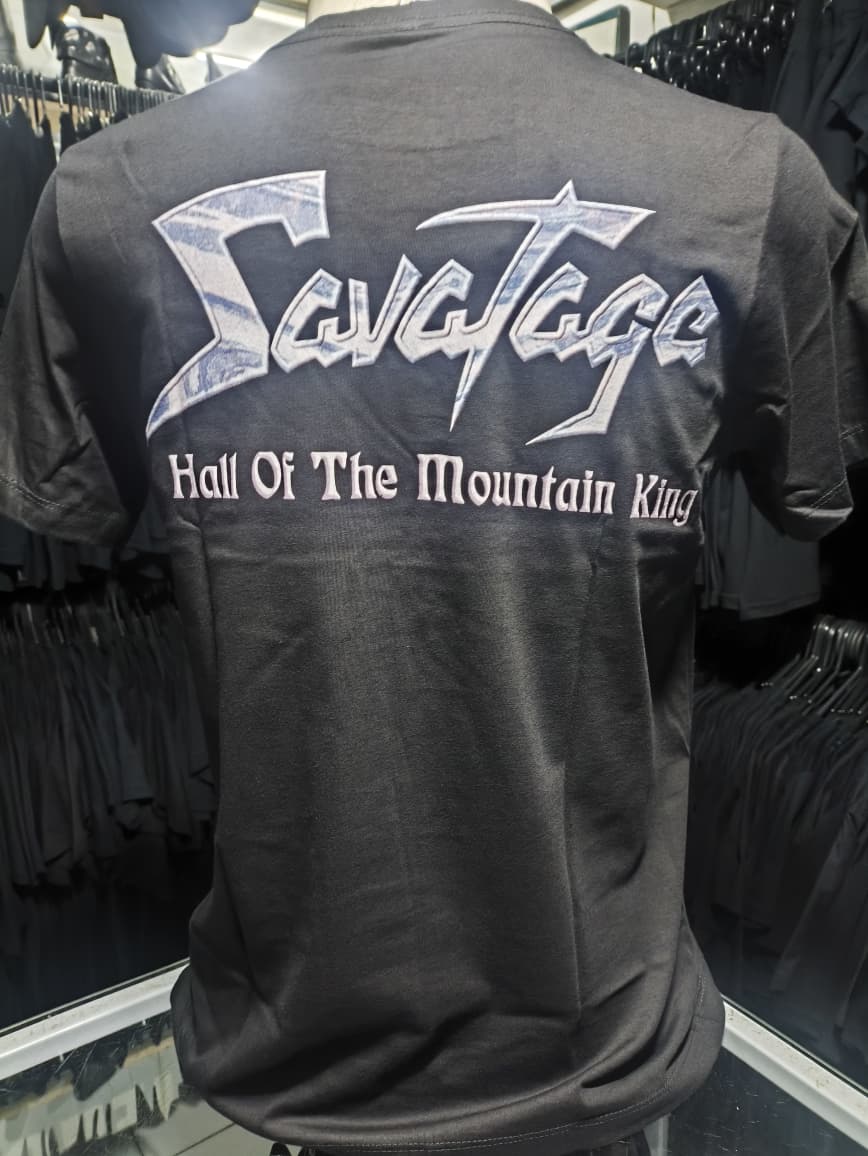 Savatage
Hall Of The Mountain King